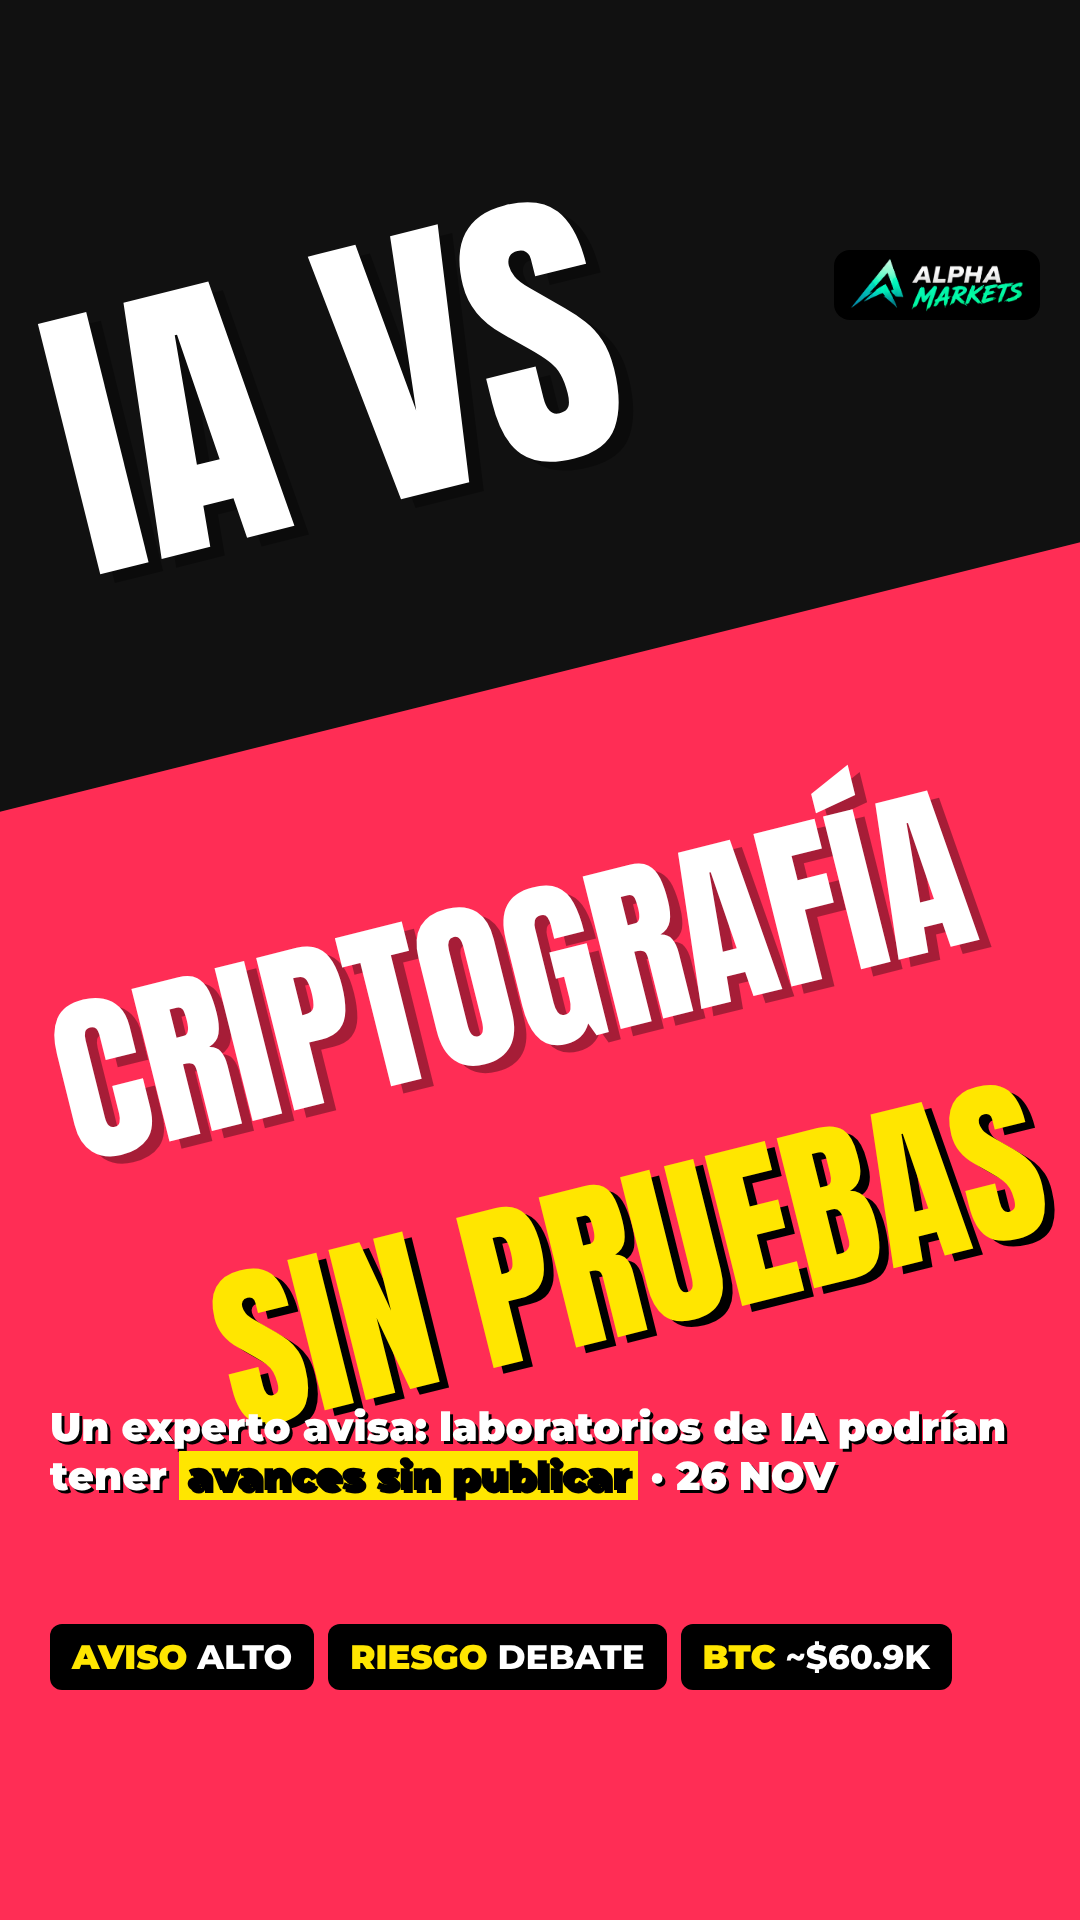 IA VS
ALPHA
MARKETS
CRIPTOGRAFÍA
SIN PRUEBAS
Un experto avisa: laboratorios de IA podrían
tener avances sin publicar · 26 NOV
AVISO ALTO
RIESGO DEBATE
BTC ~$60.9K